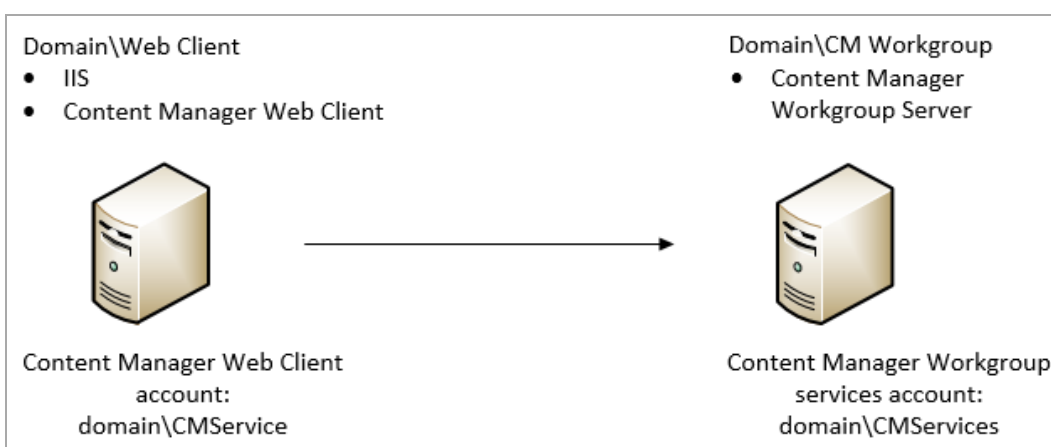 Domain\Web Client
• IIS
• Content Manager Web Client
Domain\CM Workgroup
• Content Manager
Workgroup Server
Content Manager Web Client
account:
domain\CMService
Content Manager Workgroup
services account:
domain\CMServices